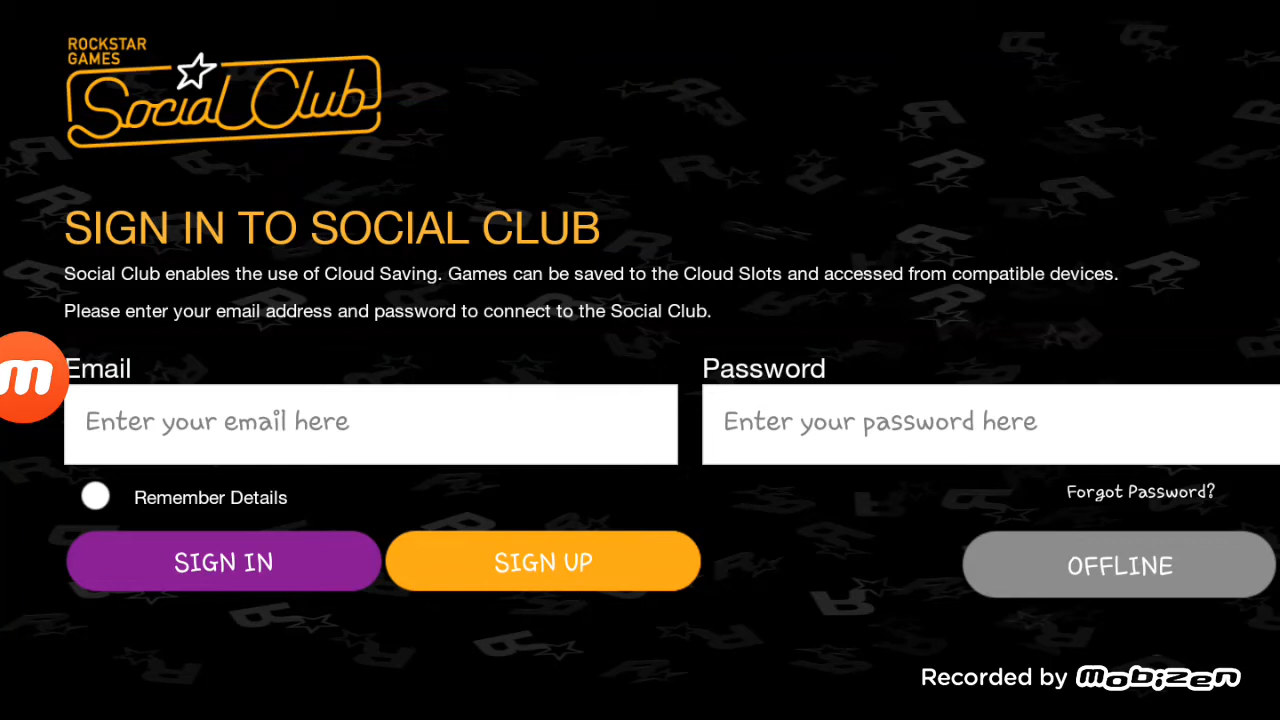 ROCKSTAR
GAMES
Social Club
SIGN IN TO SOCIAL CLUB
Social Club enables the use of Cloud Saving. Games can be saved to the Cloud Slots and accessed from compatible devices.
Please enter your email address and password to connect to the Social Club.
Email
Password
m
Enter your email here
Enter your password here
Remember Details
Forgot Password?
SIGN IN
SIGN UP
OFFLINE
Recorded by mobizen